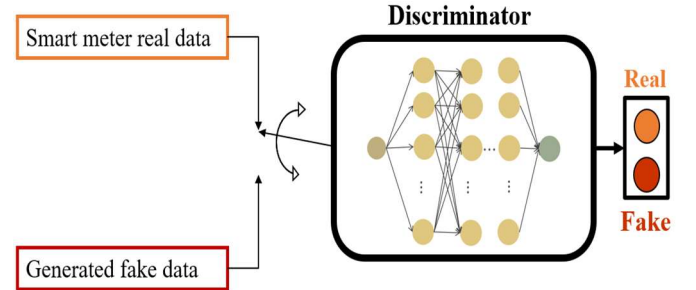 Discriminator
Smart meter real data
Real
Fake
Generated fake data